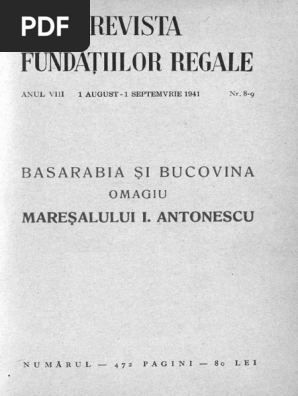 PDF
REVISTA
FUNDAȚIILOR REGALE
ANUL VIII 1 AUGUST-1 SEPTEMVRIE 1941 Nr. 8-9
BASARABIA ȘI BUCOVINA
OMAGIU
MAREȘALULUI I. ANTONESCU
NUMĂRUL — 472 PAGINI — 80 LEI